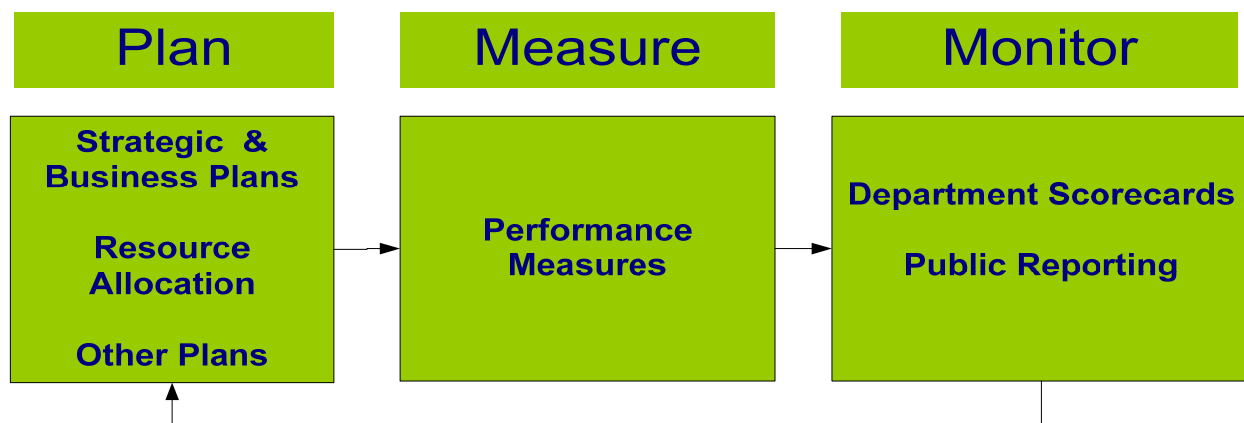 Plan
Measure
Monitor
Strategic & 
Business Plans
Resource
Allocation
Other Plans
Performance
Measures
Department Scorecards
Public Reporting